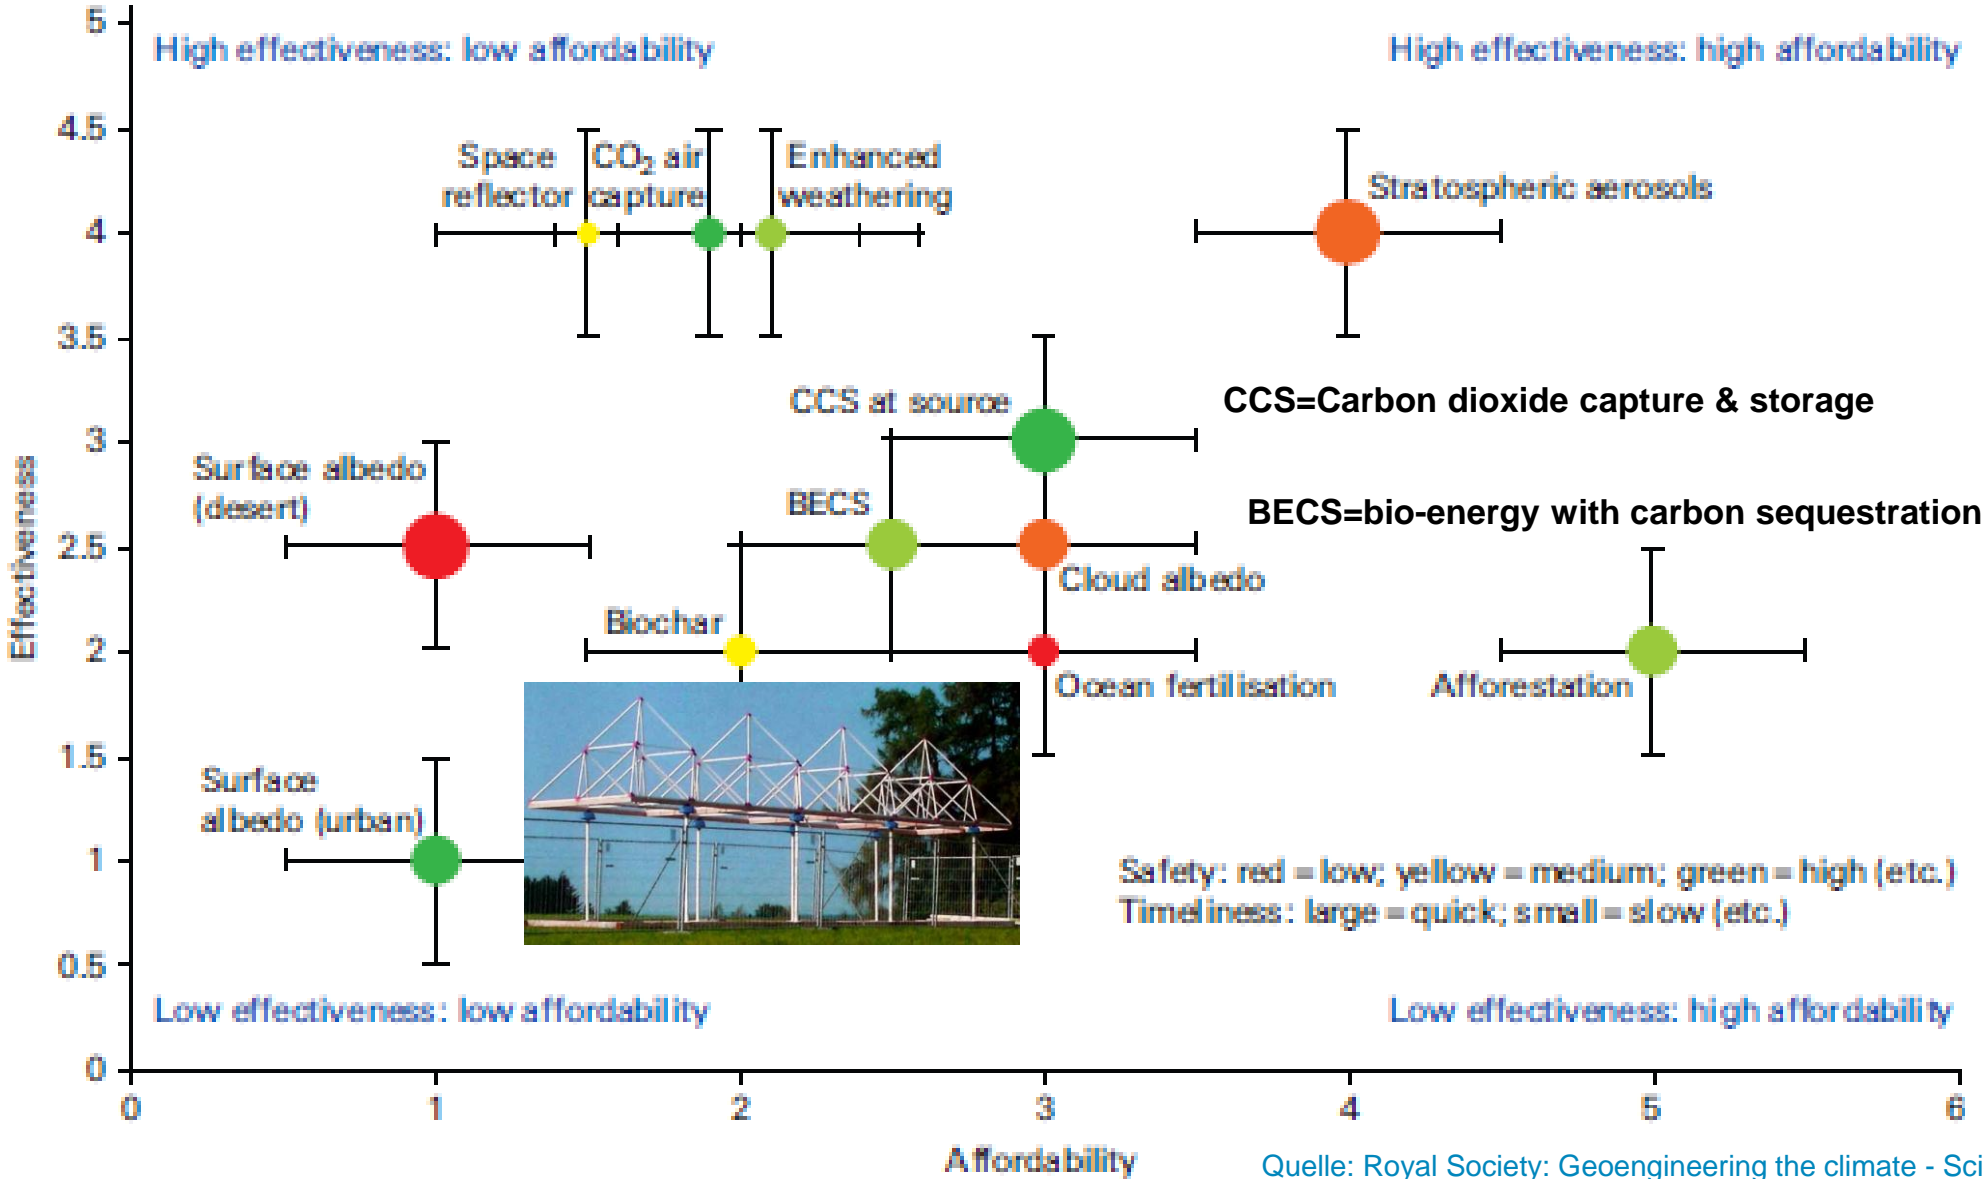 5
High effectiveness: low affordability
High effectiveness: high affordability
4.5
Space
reflector
CO₂ air
capture
Enhanced
weathering
Stratospheric aerosols
4
3.5
CCS at source
CCS=Carbon dioxide capture & storage
3
Surface albedo
(desert)
BECS
BECS=bio-energy with carbon sequestration
2.5
Cloud albedo
Biochar
2
Ocean fertilisation
Afforestation
1.5
Surface
albedo (urban)
1
Safety: red = low; yellow = medium; green = high (etc.)
Timeliness: large = quick; small = slow (etc.)
0.5
Low effectiveness: low affordability
Low effectiveness: high affordability
0
Effectiveness
0 1 2 3 4 5 6
Affordability
Quelle: Royal Society: Geoengineering the climate - Sci